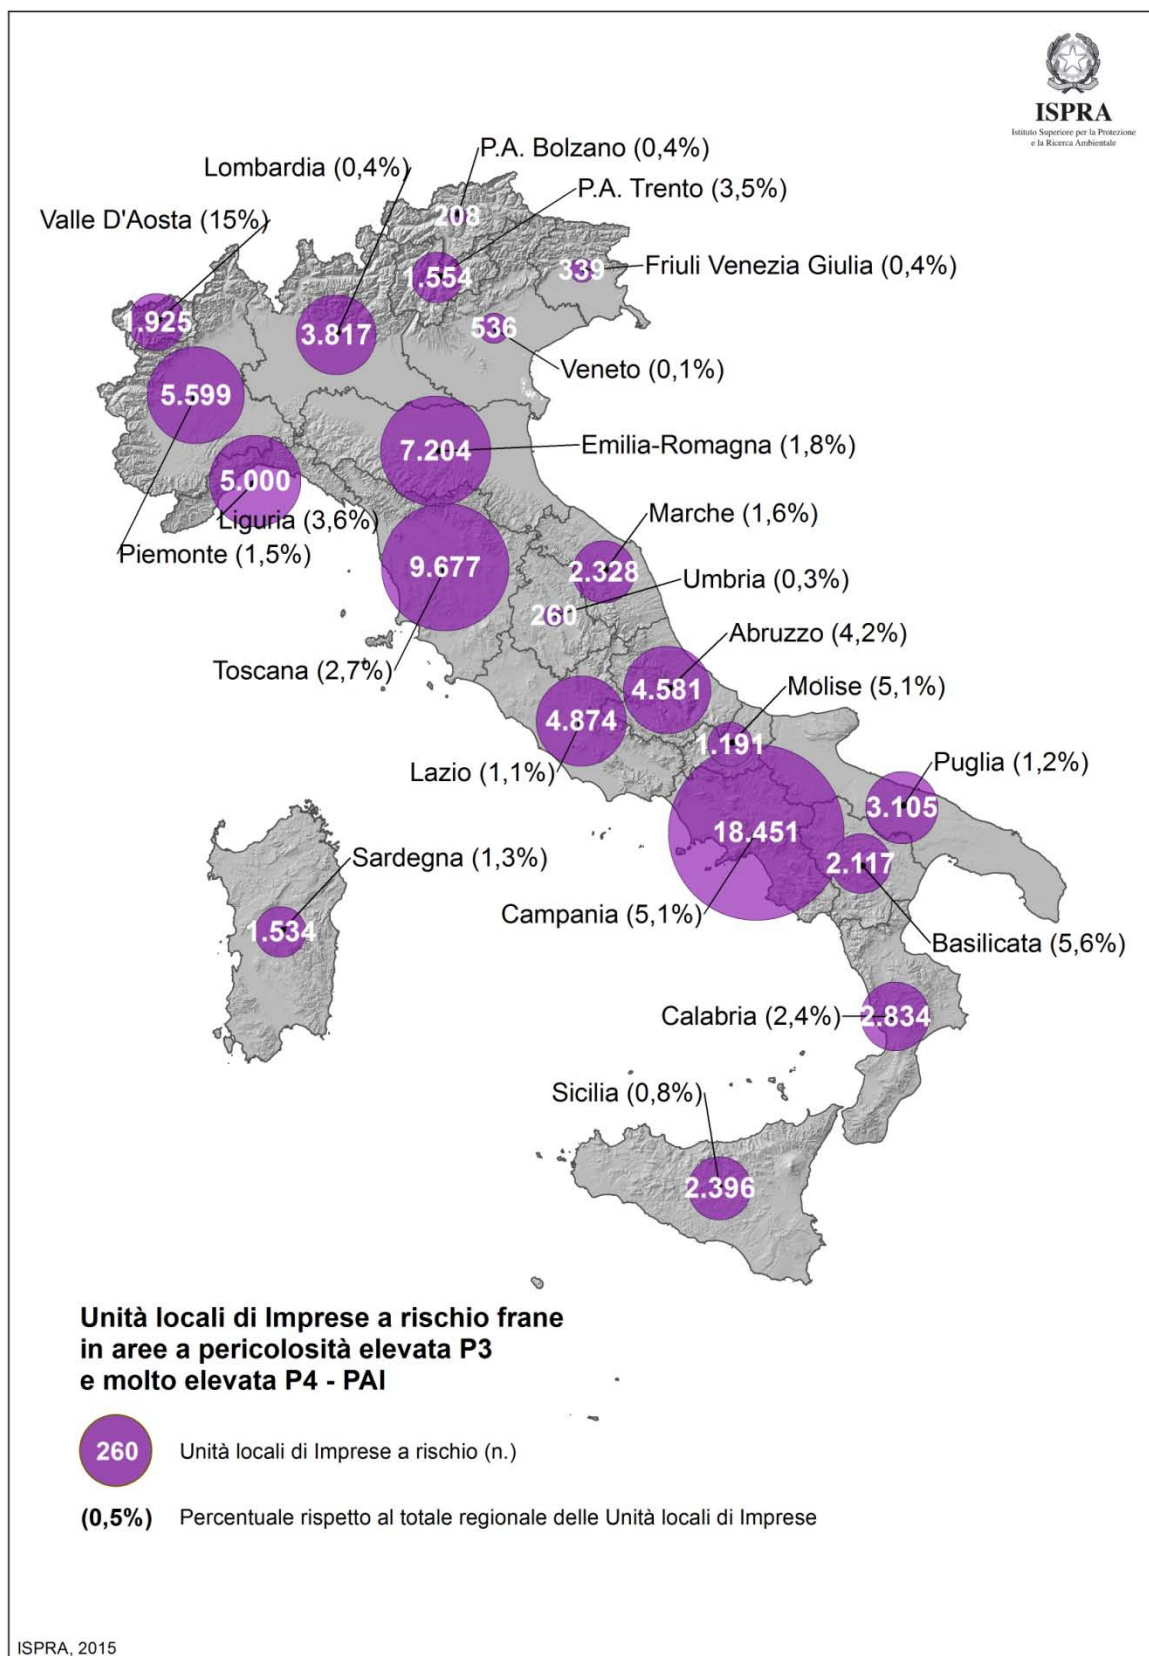 ISPRA
Istituto Superiore per la Protezione
e la Ricerca Ambientale
P.A. Bolzano (0,4%)
Lombardia (0,4%)
P.A. Trento (3,5%)
Valle D'Aosta (15%)
208
Friuli Venezia Giulia (0,4%)
339
1.554
1.925
3.817
536
Veneto (0,1%)
5.599
Emilia-Romagna (1,8%)
7.204
5.000
Liguria (3,6%)
Marche (1,6%)
Piemonte (1,5%)
9.677
2.328
Umbria (0,3%)
260
Abruzzo (4,2%)
Toscana (2,7%)
4.581
Molise (5,1%)
4.874
1.191
Lazio (1,1%)
Puglia (1,2%)
3.105
18.451
Sardegna (1,3%)
2.117
Campania (5,1%)
1.534
Basilicata (5,6%)
Calabria (2,4%)
2.834
Sicilia (0,8%)
2.396
Unità locali di Imprese a rischio frane
in aree a pericolosità elevata P3
e molto elevata P4 - PAI
260 Unità locali di Imprese a rischio (n.)
(0,5%) Percentuale rispetto al totale regionale delle Unità locali di Imprese
ISPRA, 2015